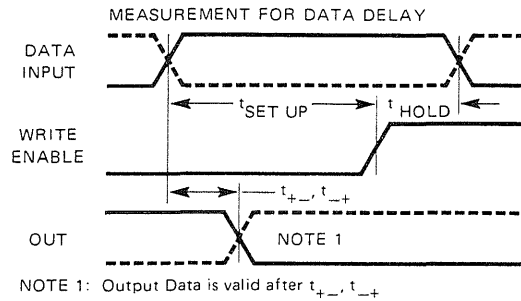 MEASUREMENT FOR DATA DELAY
DATA
INPUT
t SET UP
t HOLD
WRITE
ENABLE
t+–, t–+
OUT
NOTE 1
NOTE 1: Output Data is valid after t+–, t–+